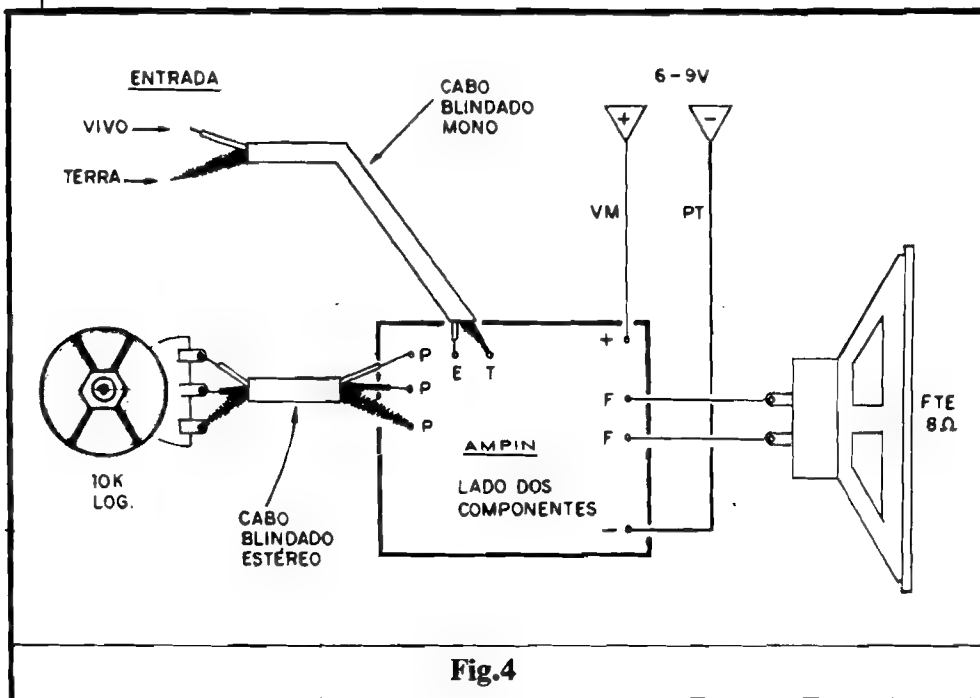 ENTRADA
VIVO
TERRA
CABO
BLINDADO
MONO
6-9V
+
-
VM
PT
P
P
P
E
T
+
F
F
-
AMPIN
LADO DOS
COMPONENTES
FTE
8Ω
10K
LOG.
CABO
BLINDADO
ESTÉREO
Fig.4